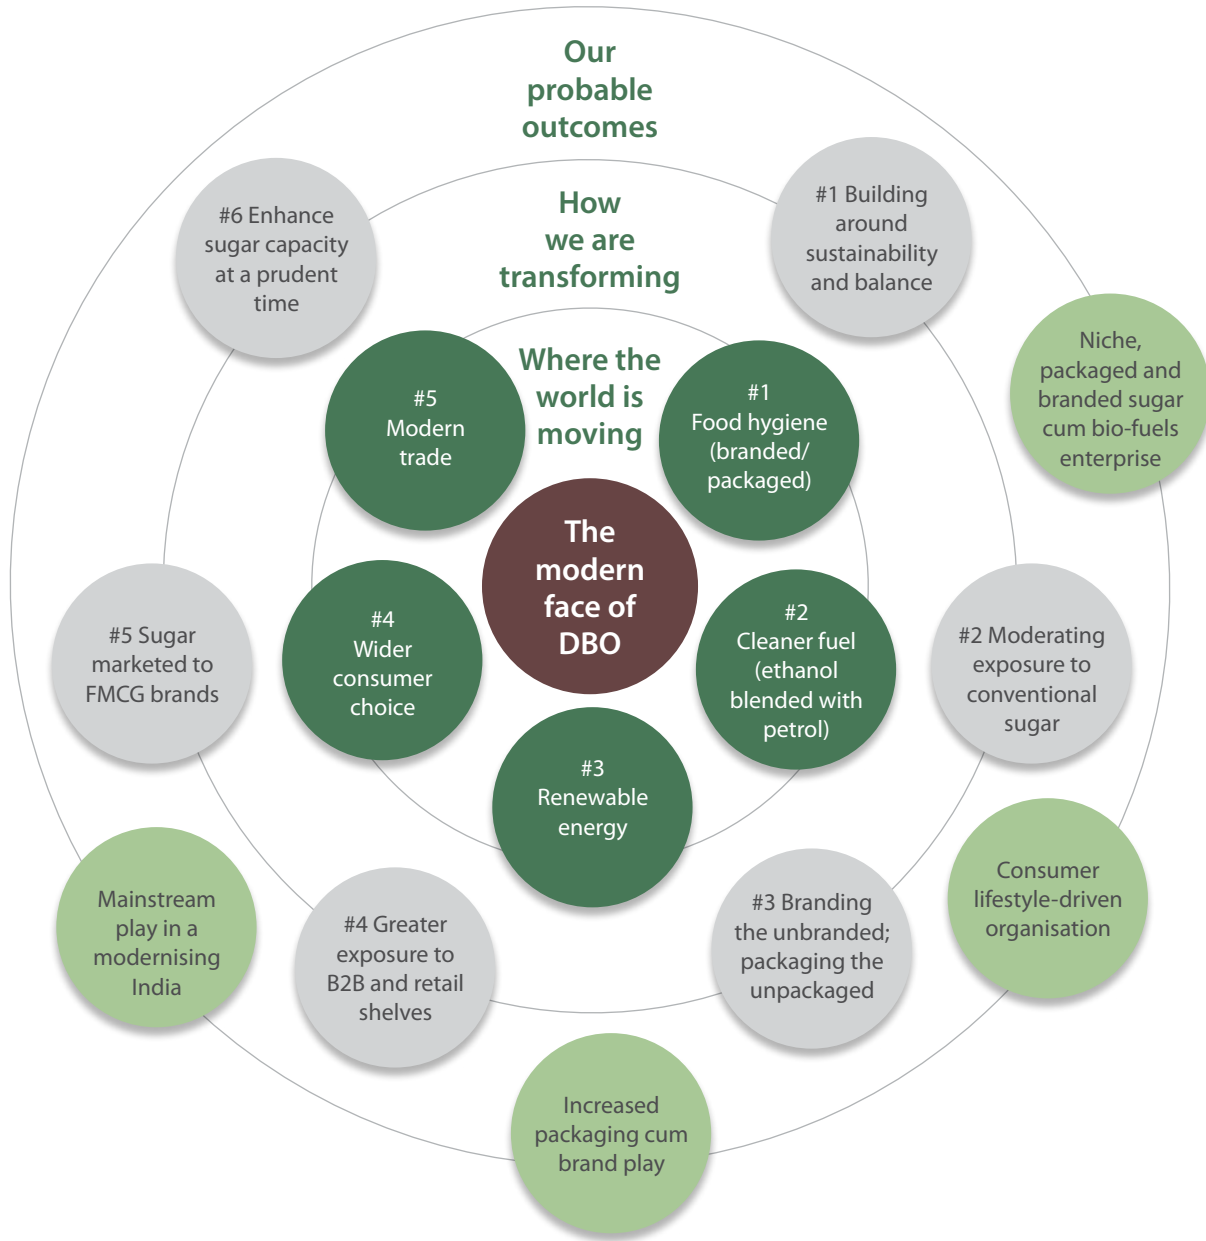 Our
probable
outcomes
How
we are
transforming
Where the
world is
moving
The
modern
face of
DBO
#1
Food hygiene
(branded/
packaged)
#2
Cleaner fuel
(ethanol
blended with
petrol)
#3
Renewable
energy
#4
Wider
consumer
choice
#5
Modern
trade
#1 Building
around
sustainability
and balance
#2 Moderating
exposure to
conventional
sugar
#3 Branding
the unbranded;
packaging the
unpackaged
#4 Greater
exposure to
B2B and retail
shelves
#5 Sugar
marketed to
FMCG brands
#6 Enhance
sugar capacity
at a prudent
time
Niche,
packaged and
branded sugar
cum bio-fuels
enterprise
Consumer
lifestyle-driven
organisation
Increased
packaging cum
brand play
Mainstream
play in a
modernising
India